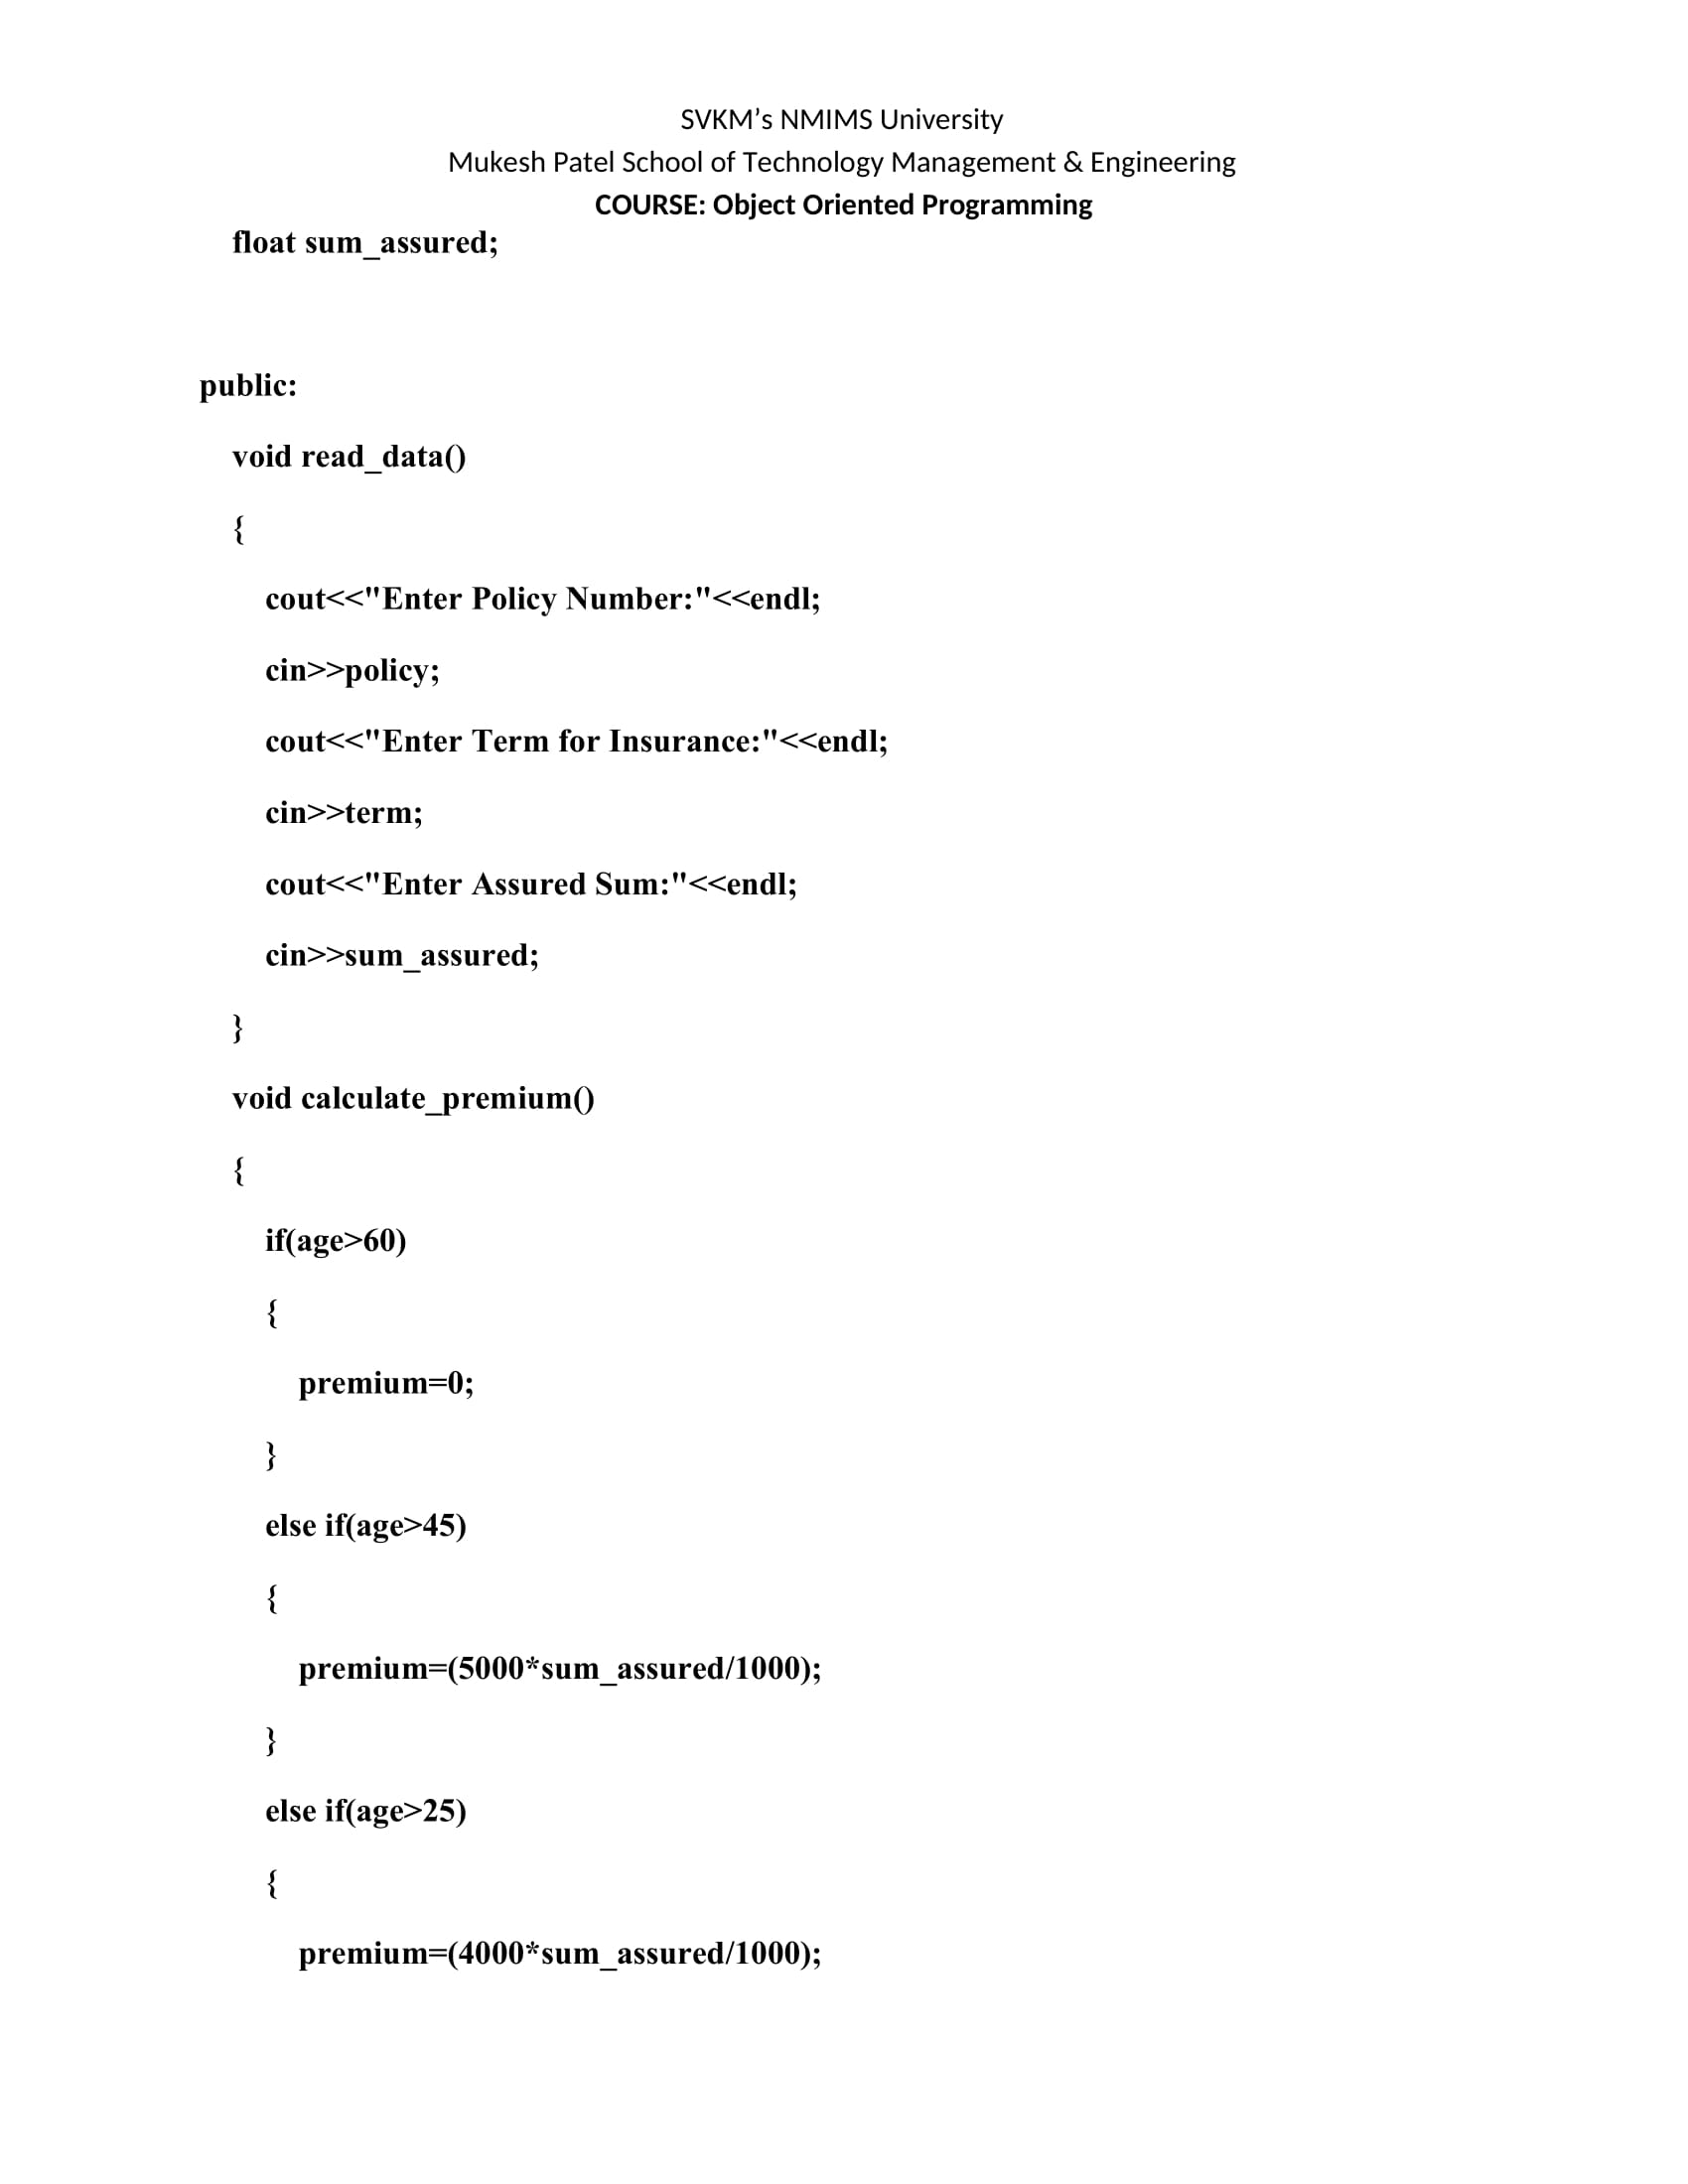 SVKM’s NMIMS University
Mukesh Patel School of Technology Management & Engineering
COURSE: Object Oriented Programming
float sum_assured;
public:
void read_data()
{
cout<<"Enter Policy Number:"<<endl;
cin>>policy;
cout<<"Enter Term for Insurance:"<<endl;
cin>>term;
cout<<"Enter Assured Sum:"<<endl;
cin>>sum_assured;
}
void calculate_premium()
{
if(age>60)
{
premium=0;
}
else if(age>45)
{
premium=(5000*sum_assured/1000);
}
else if(age>25)
{
premium=(4000*sum_assured/1000);